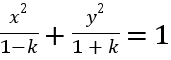 x²/(1−k) + y²/(1 + k) = 1